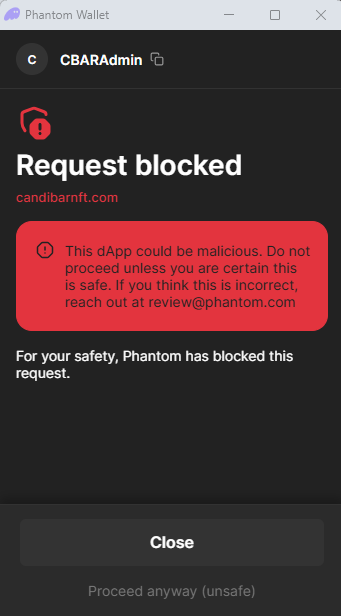 Phantom Wallet
C
CBARAdmin
Request blocked
candibarnft.com
This dApp could be malicious. Do not
proceed unless you are certain this
is safe. If you think this is incorrect,
reach out at review@phantom.com
For your safety, Phantom has blocked this
request.
Close
Proceed anyway (unsafe)